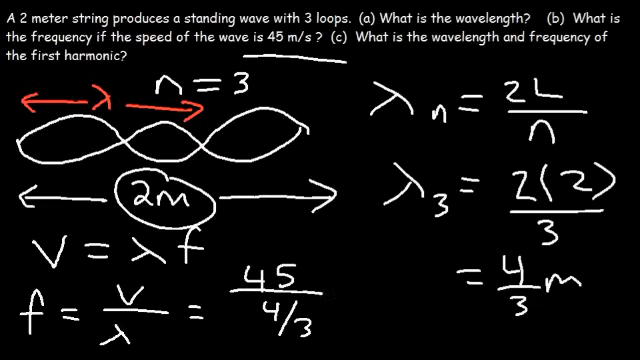 A 2 meter string produces a standing wave with 3 loops. (a) What is the wavelength? (b) What is
the frequency if the speed of the wave is 45 m/s ? (c) What is the wavelength and frequency of
the first harmonic?
n = 3
λ
2m
V = λ f
f = V/λ = 45/(4/3)
λn = 2L/n
λ3 = 2(2)/3
= 4/3 m